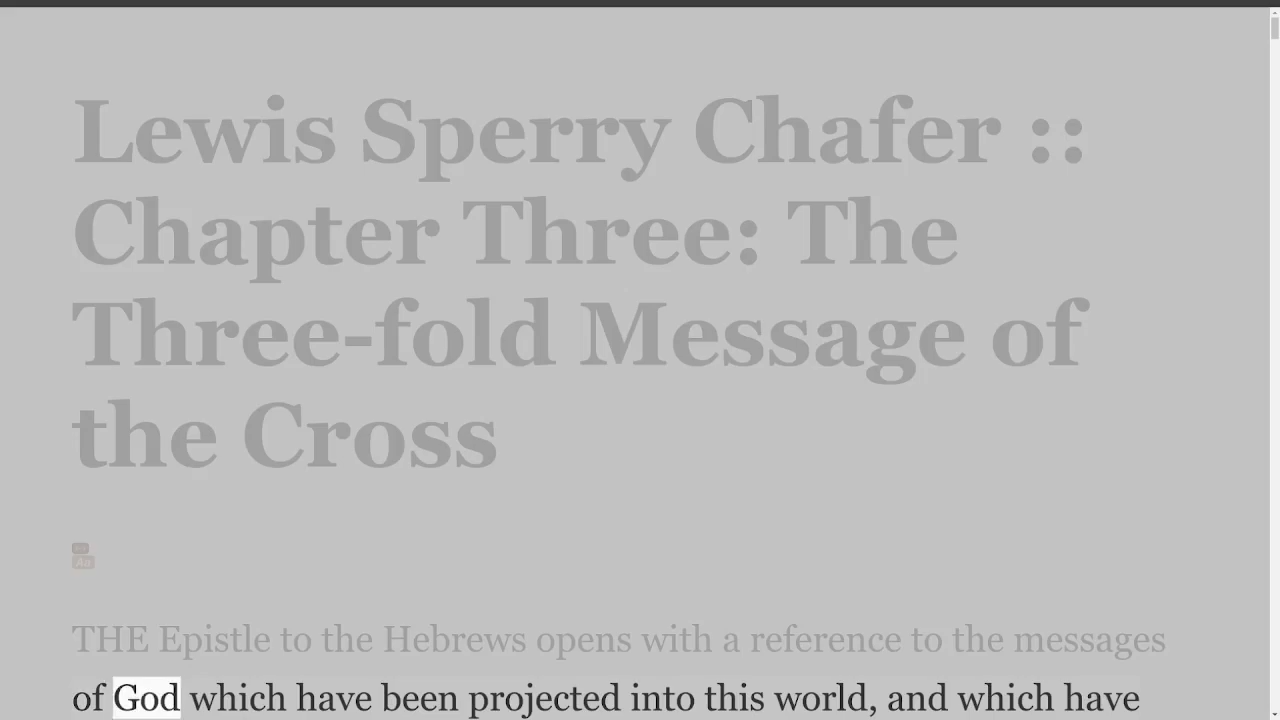 Lewis Sperry Chafer ::
Chapter Three: The
Three-fold Message of
the Cross
Aa
THE Epistle to the Hebrews opens with a reference to the messages
of God which have been projected into this world, and which have